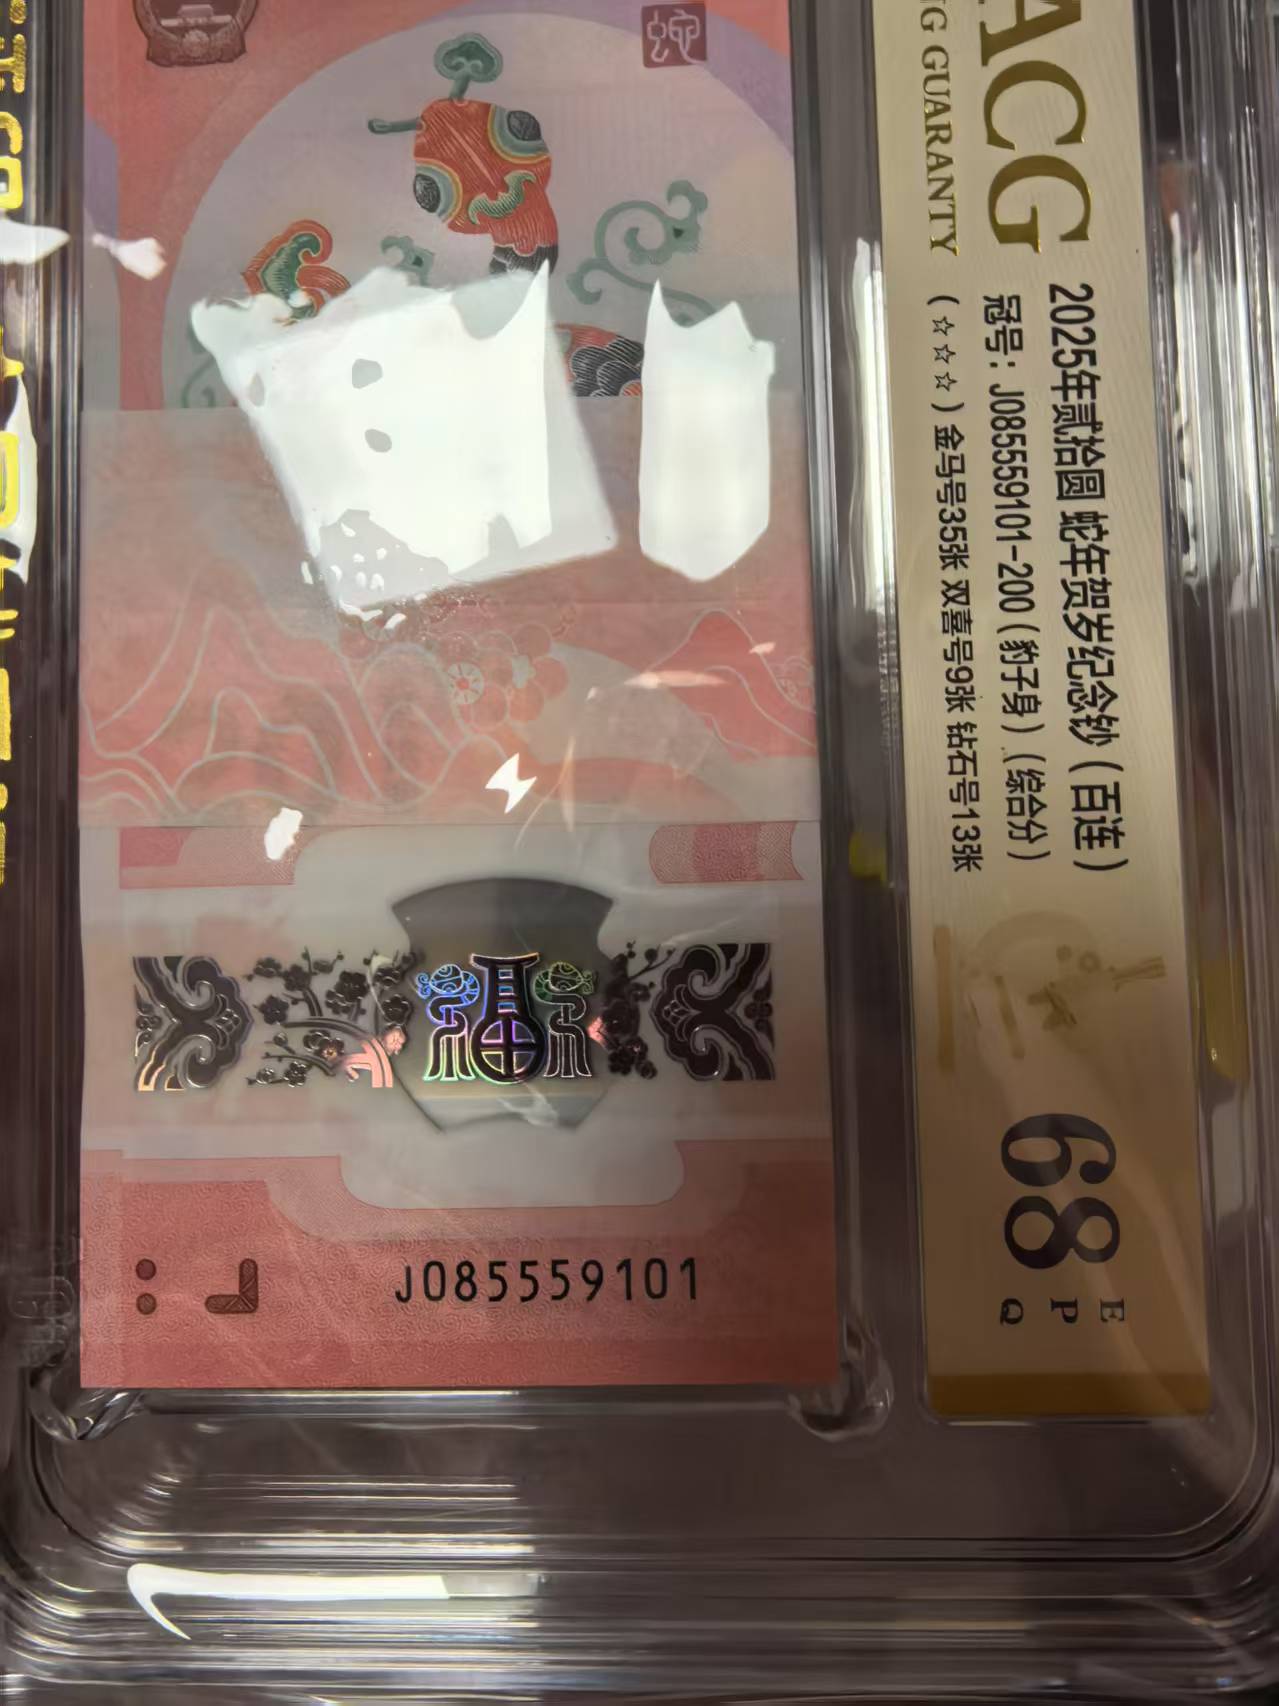 蛇
J085559101
ACG
NG GUARANTY
2025年贰拾圆 蛇年贺岁纪念钞（百连）
冠号：J085559101-200（豹子身）（综合分）
（☆☆☆）金马号35张 双喜号9张 钻石号13张
68
E
P
Q